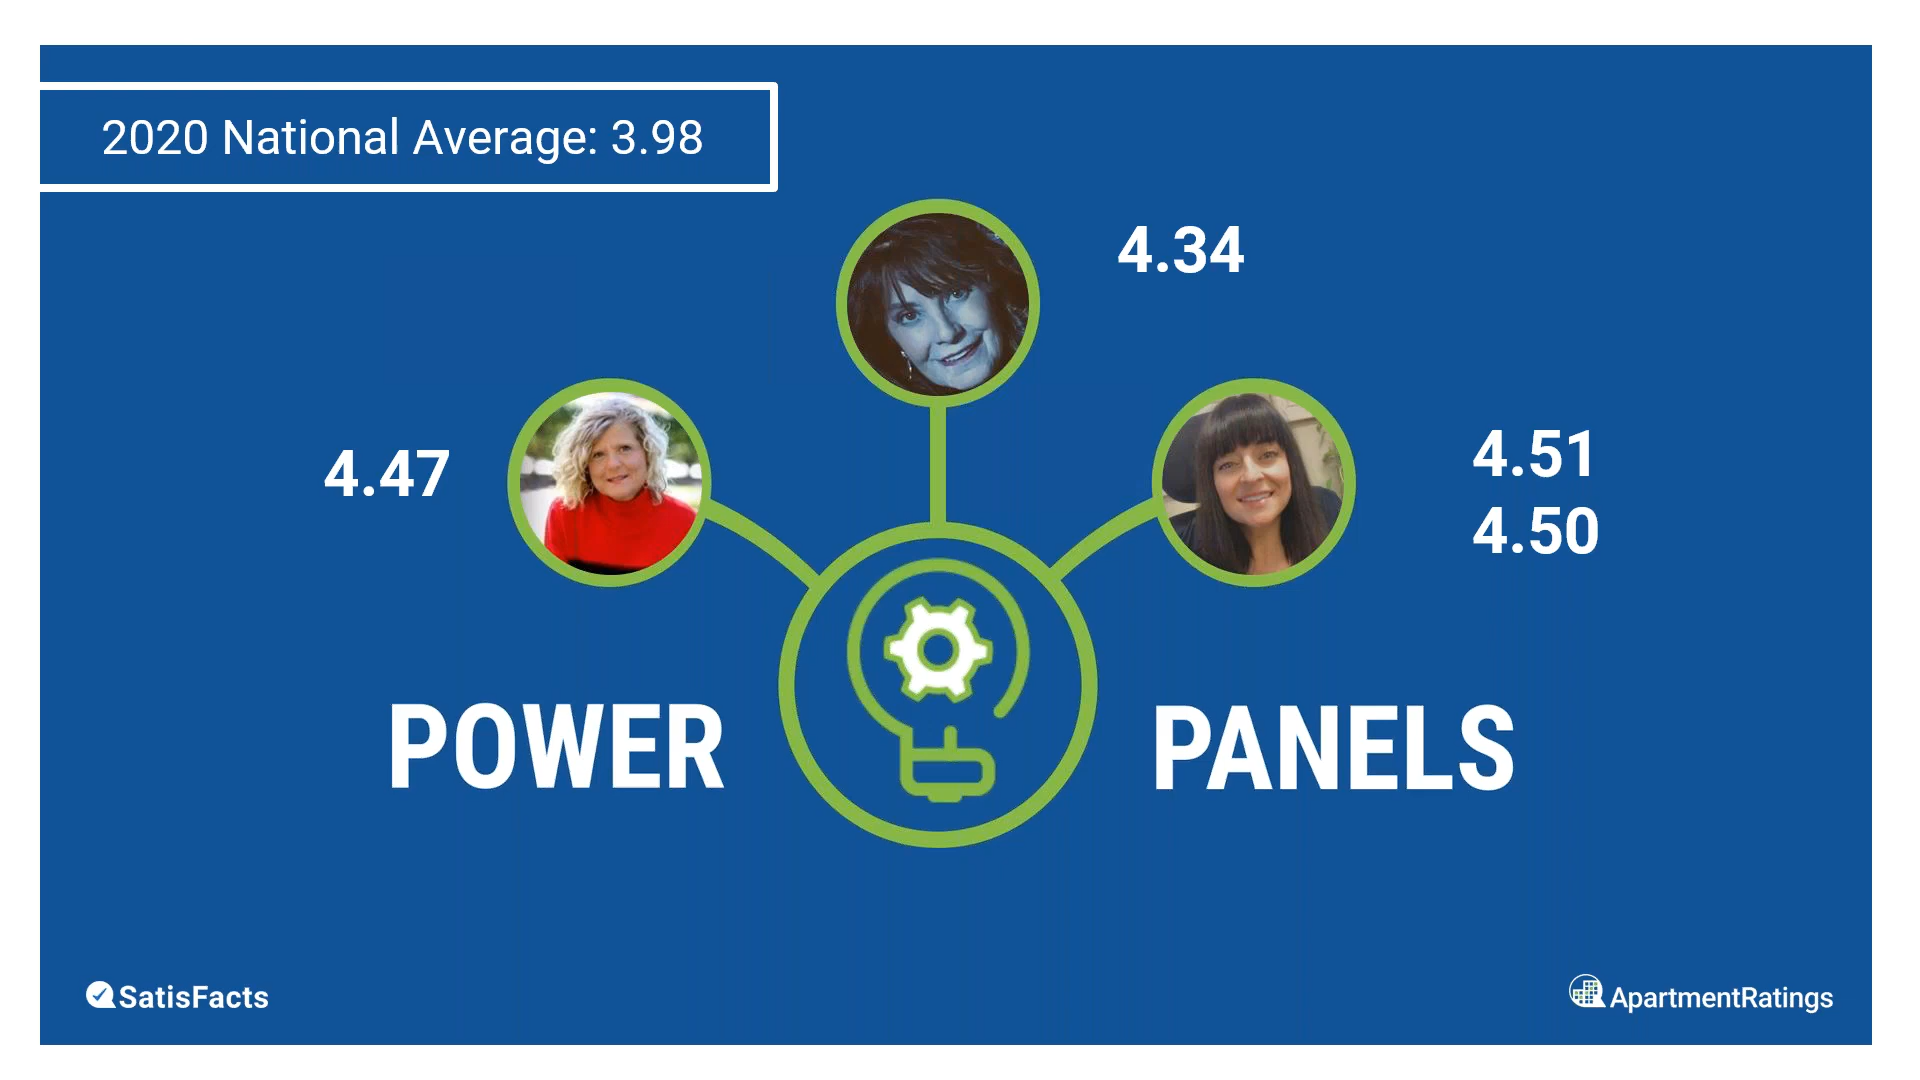 2020 National Average: 3.98
4.34
4.47
4.51
4.50
POWER
PANELS
SatisFacts
ApartmentRatings